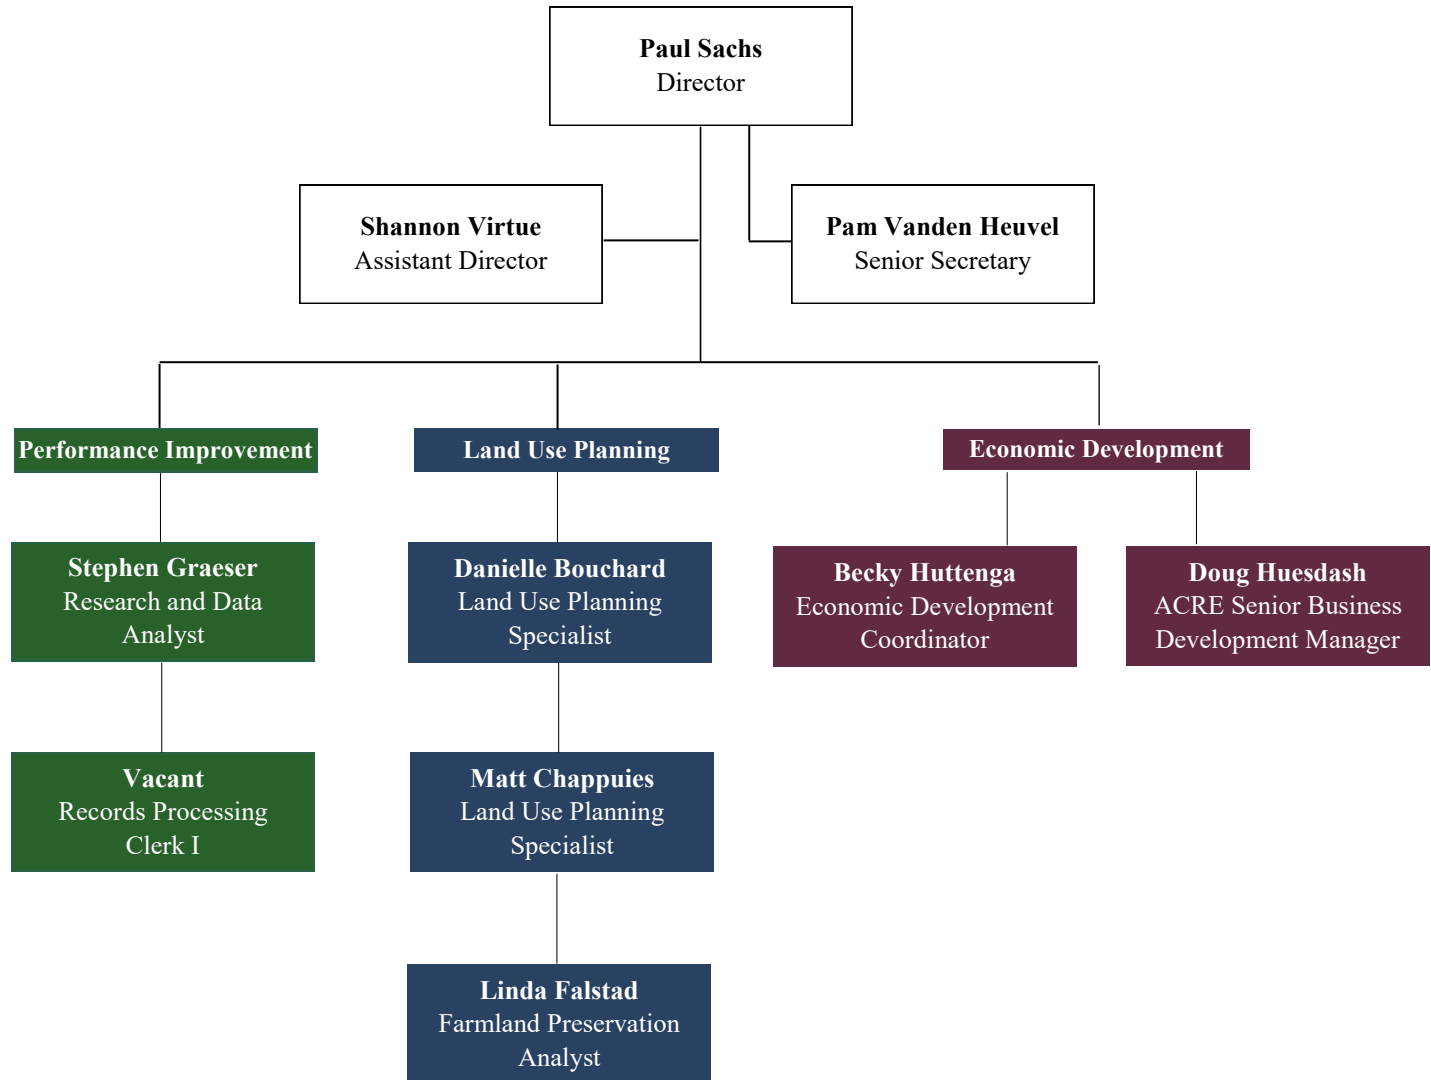 Paul Sachs
Director
Shannon Virtue
Assistant Director
Pam Vanden Heuvel
Senior Secretary
Performance Improvement
Land Use Planning
Economic Development
Stephen Graeser
Research and Data
Analyst
Danielle Bouchard
Land Use Planning
Specialist
Becky Huttenga
Economic Development
Coordinator
Doug Huesdash
ACRE Senior Business
Development Manager
Vacant
Records Processing
Clerk I
Matt Chappuies
Land Use Planning
Specialist
Linda Falstad
Farmland Preservation
Analyst